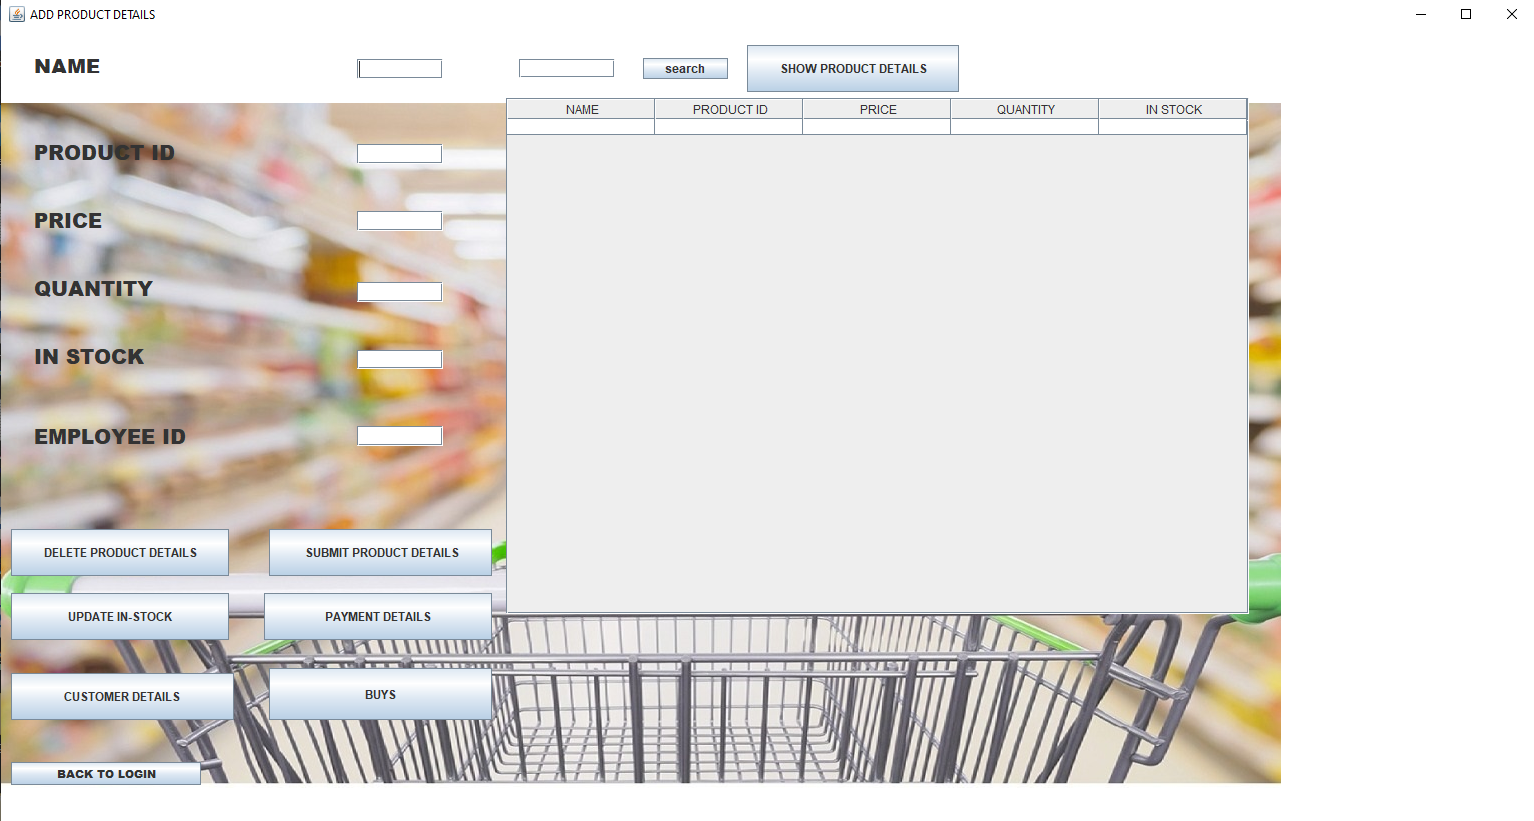 ADD PRODUCT DETAILS
NAME
search
SHOW PRODUCT DETAILS
NAME PRODUCT ID PRICE QUANTITY IN STOCK
PRODUCT ID
PRICE
QUANTITY
IN STOCK
EMPLOYEE ID
DELETE PRODUCT DETAILS
SUBMIT PRODUCT DETAILS
UPDATE IN-STOCK
PAYMENT DETAILS
CUSTOMER DETAILS
BUYS
BACK TO LOGIN